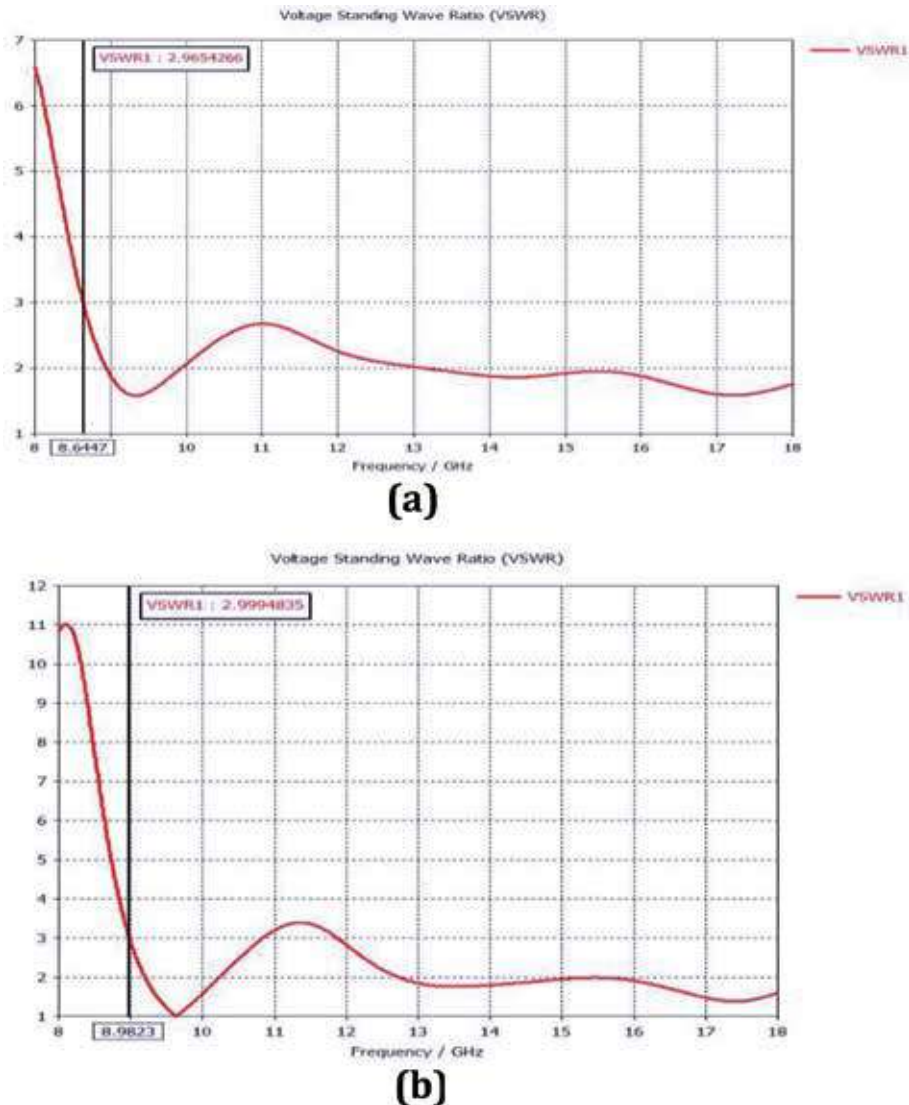 Voltage Standing Wave Ratio (VSWR)
7
VSWR1 : 2.9654266
VSWR1
6
5
4
3
2
1
8 8.6447 10 11 12 13 14 15 16 17 18
Frequency / GHz
(a)
Voltage Standing Wave Ratio (VSWR)
12
VSWR1 : 2.9994835
VSWR1
11
10
9
8
7
6
5
4
3
2
1
8 8.9823 10 11 12 13 14 15 16 17 18
Frequency / GHz
(b)